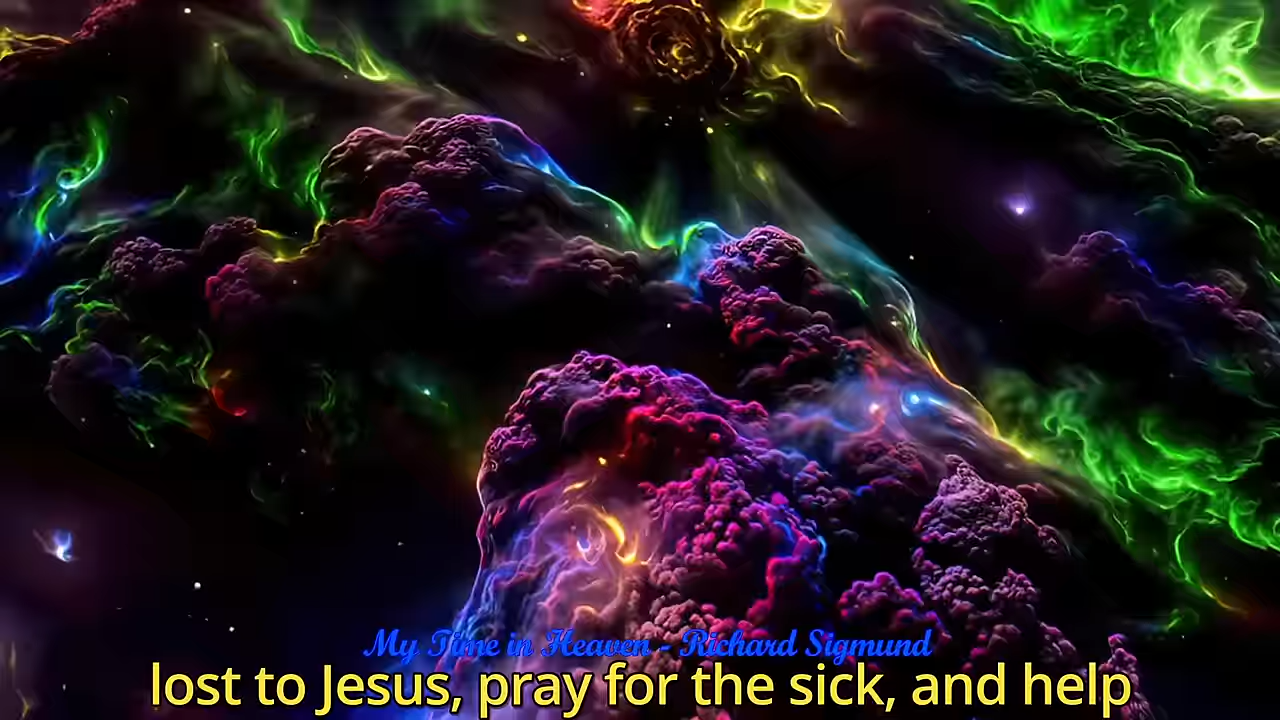 My Time in Heaven - Richard Sigmund
lost to Jesus, pray for the sick, and help